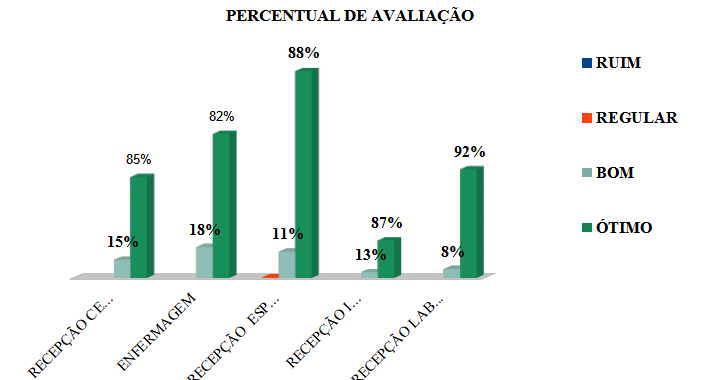 PERCENTUAL DE AVALIAÇÃO
88%
82%
85%
92%
87%
15%
18%
11%
13%
8%
RUIM
REGULAR
BOM
ÓTIMO
RECEPÇÃO CE...
ENFERMAGEM
RECEPÇÃO ESP...
RECEPÇÃO I...
RECEPÇÃO LAB...